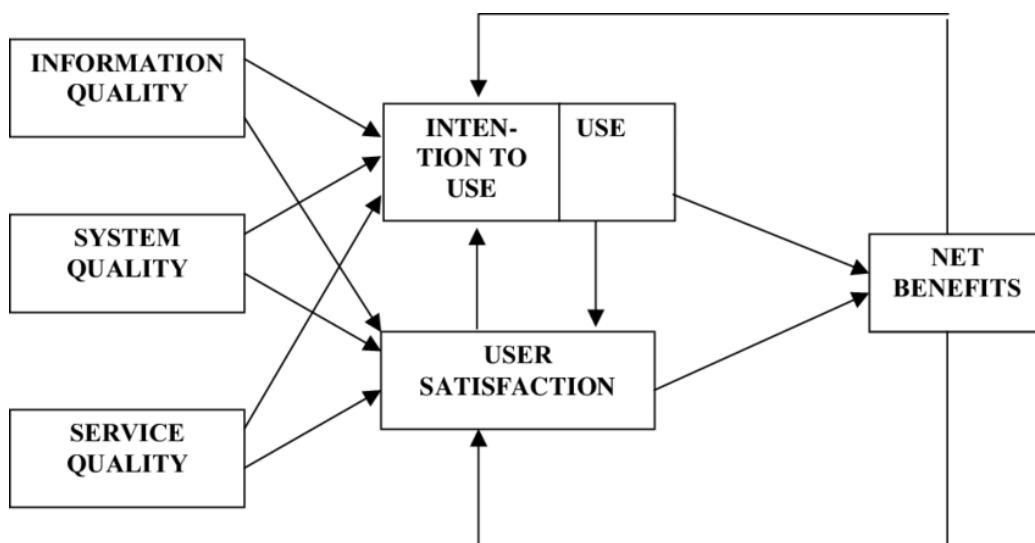 INFORMATION
QUALITY
INTEN-
TION TO
USE
USE
SYSTEM
QUALITY
NET
BENEFITS
USER
SATISFACTION
SERVICE
QUALITY